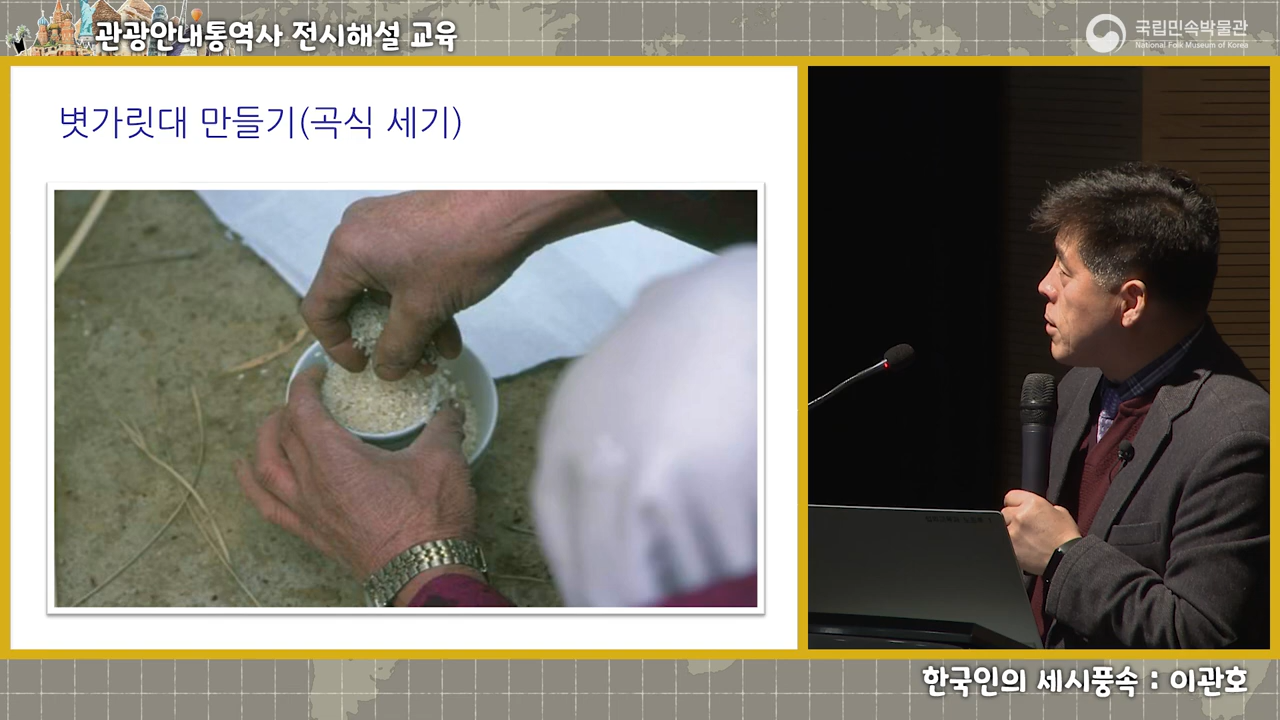 관광안내통역사 전시해설 교육
국립민속박물관
National Folk Museum of Korea
볏가릿대 만들기(곡식 세기)
한국인의 세시풍속 : 이관호